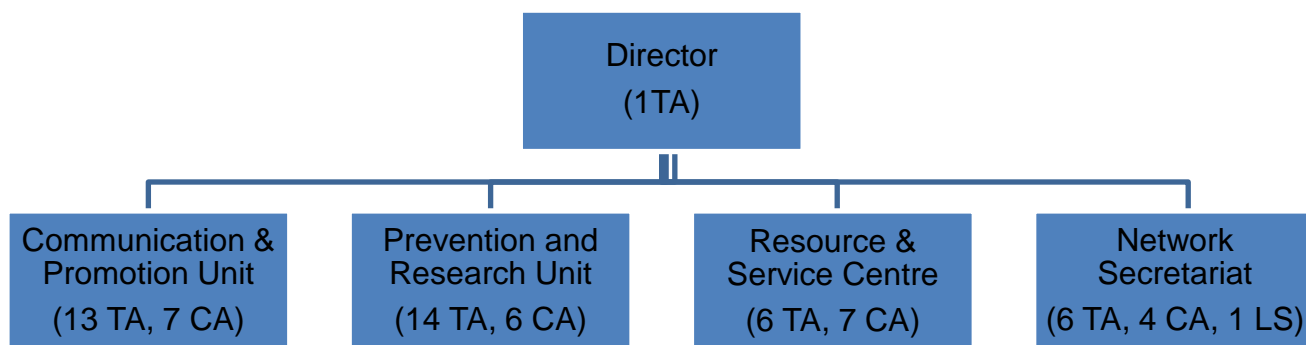 Director
(1TA)
Communication &
Promotion Unit
(13 TA, 7 CA)
Prevention and
Research Unit
(14 TA, 6 CA)
Resource &
Service Centre
(6 TA, 7 CA)
Network
Secretariat
(6 TA, 4 CA, 1 LS)